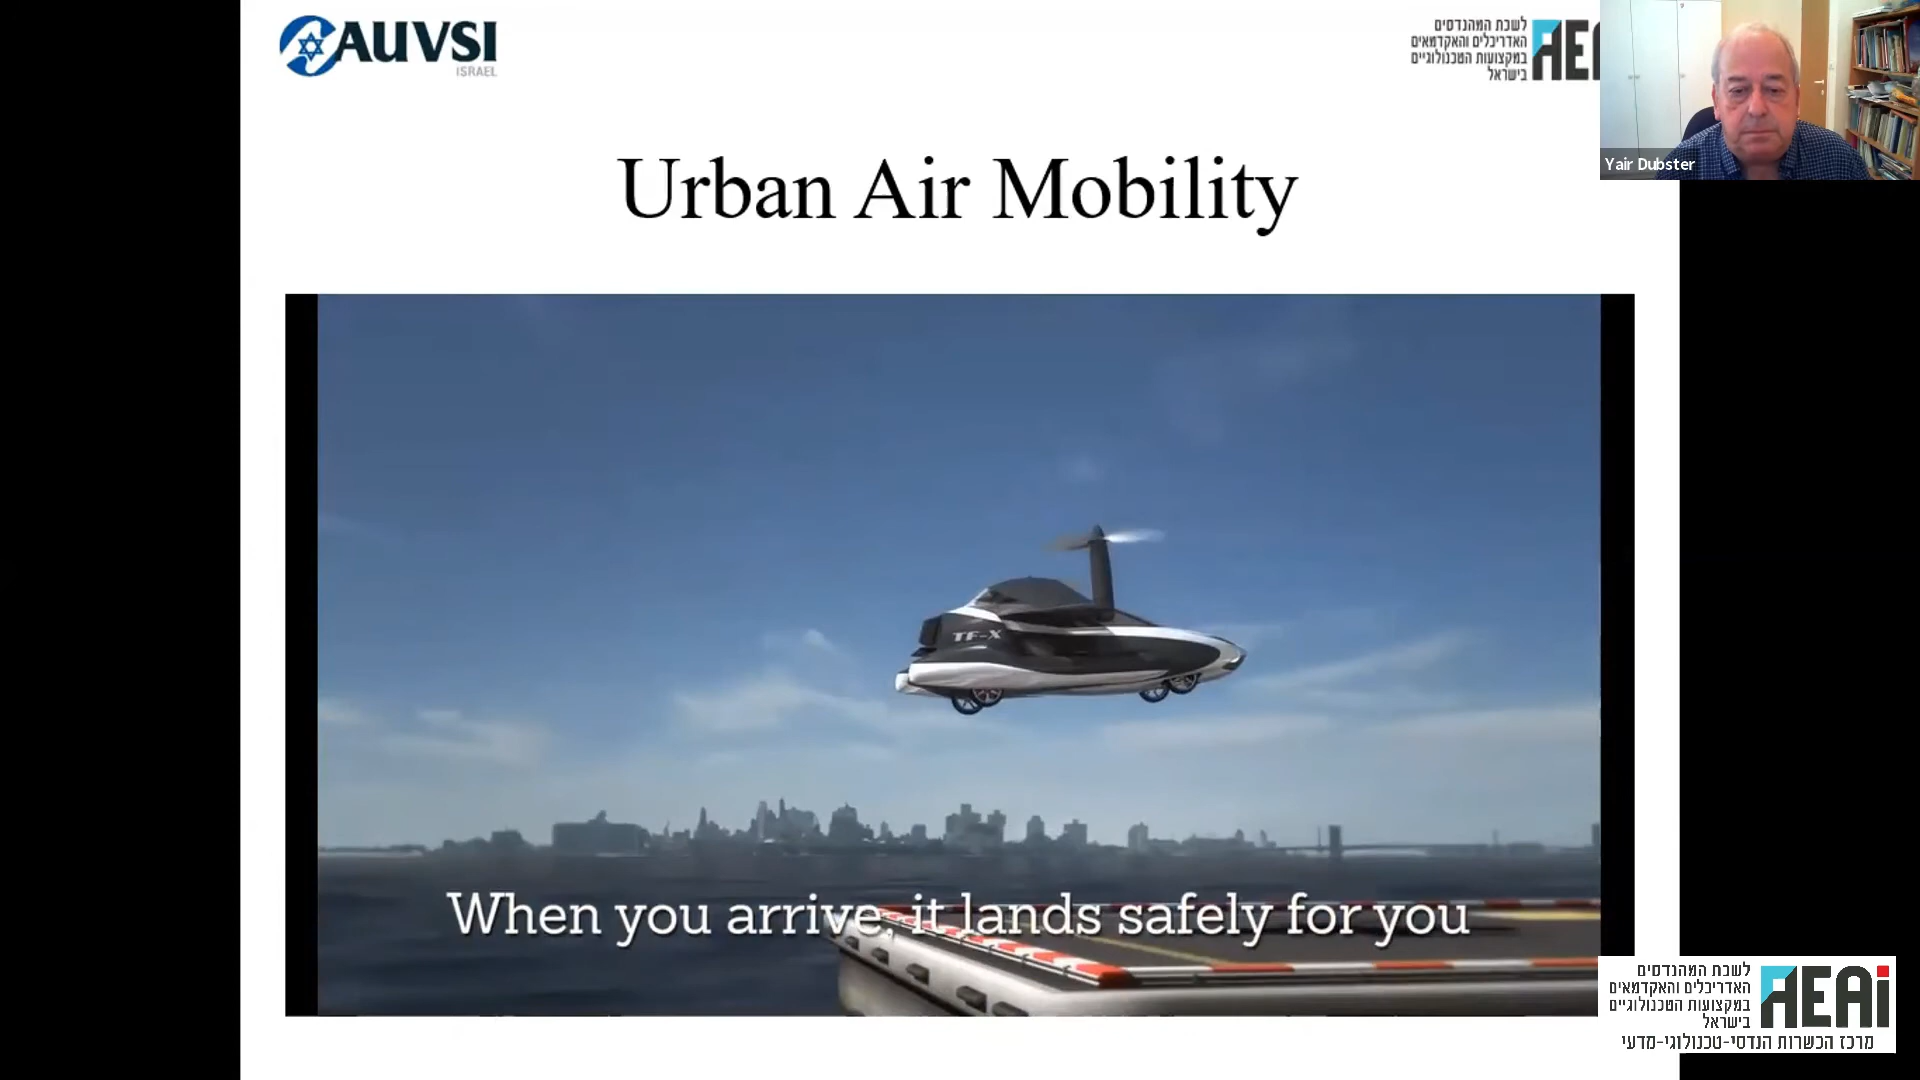 AUVSI
ISRAEL
לשכת המהנדסים
האדריכלים והאקדמאים
במקצועות הטכנולוגיים
בישראל
AEA
Yair Dubster
Urban Air Mobility
TF-X
When you arrive, it lands safely for you
לשכת המהנדסים
האדריכלים והאקדמאים
במקצועות הטכנולוגיים
בישראל
AEAi
מרכז הכשרות הנדסי-טכנולוגי-מדעי